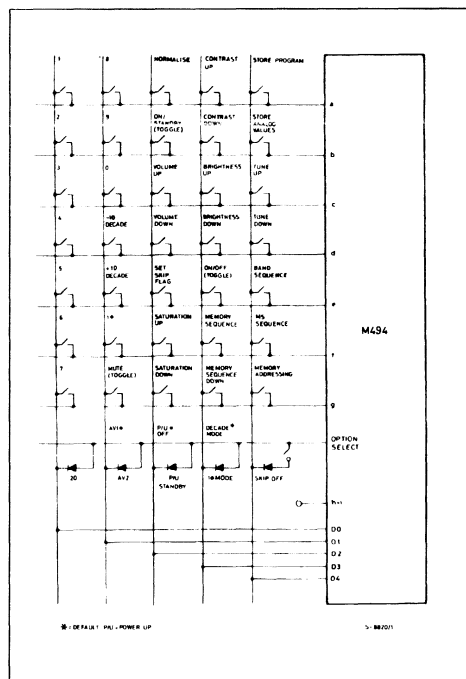 1 8 NORMALISE CONTRAST UP STORE PROGRAM
a
2 9 ON/ STANDBY (TOGGLE) CONTRAST DOWN STORE ANALOG VALUES
b
3 0 VOLUME UP BRIGHTNESS UP TUNE UP
c
4 -10 DECADE VOLUME DOWN BRIGHTNESS DOWN TUNE DOWN
d
5 +10 DECADE SET SKIP FLAG ON/OFF (TOGGLE) BAND SEQUENCE
e
6 SATURATION UP MEMORY SEQUENCE MS SEQUENCE
M494
f
7 MUTE (TOGGLE) SATURATION DOWN MEMORY SEQUENCE DOWN MEMORY ADDRESSING
g
AV1* P/U* OFF DECADE* MODE
OPTION SELECT
20 AV2 P/U STANDBY MODE SKIP OFF
D0
D1
D2
D3
D4
*: DEFAULT P/U = POWER UP
S-8820/1